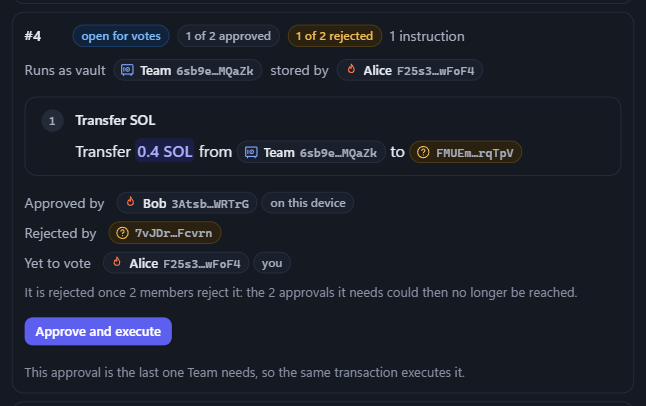 #4 open for votes 1 of 2 approved 1 of 2 rejected 1 instruction
Runs as vault Team 6sb9e…MQaZk stored by Alice F25s3…wFoF4
1 Transfer SOL
Transfer 0.4 SOL from Team 6sb9e…MQaZk to FMUEm…rqTpV
Approved by Bob 3Atsb…WRTrG on this device
Rejected by 7vJDr…Fcvrn
Yet to vote Alice F25s3…wFoF4 you
It is rejected once 2 members reject it: the 2 approvals it needs could then no longer be reached.
Approve and execute
This approval is the last one Team needs, so the same transaction executes it.